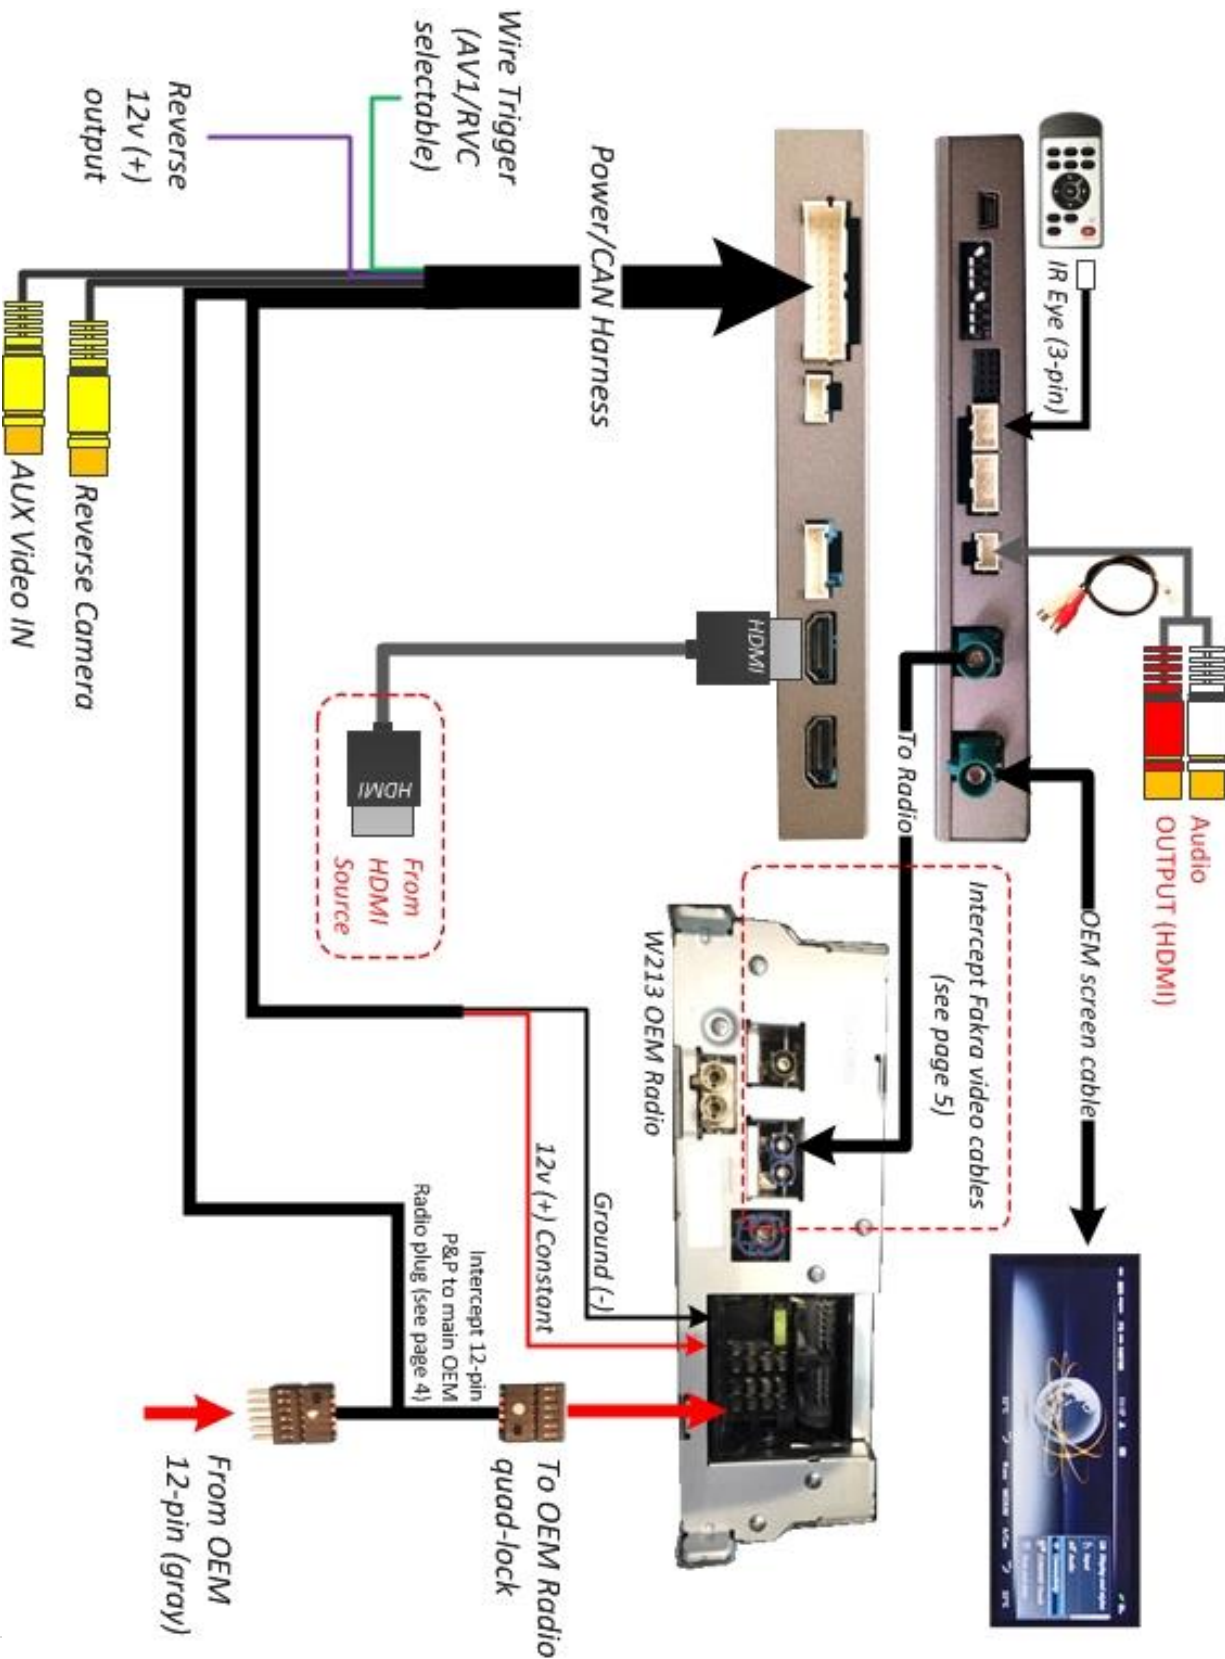 IR Eye (3-pin)
Audio
OUTPUT (HDMI)
OEM screen cable
To Radio
Intercept Fakra video cables
(see page 5)
W213 OEM Radio
Wire Trigger
(AV1/RVC
selectable)
Power/CAN Harness
Reverse
12v (+)
output
HDMI
HDMI
From
HDMI
Source
Reverse Camera
AUX Video IN
Ground (-)
12v (+) Constant
Intercept 12-pin
P&P to main OEM
Radio plug (see page 4)
To OEM Radio
quad-lock
From OEM
12-pin (gray)